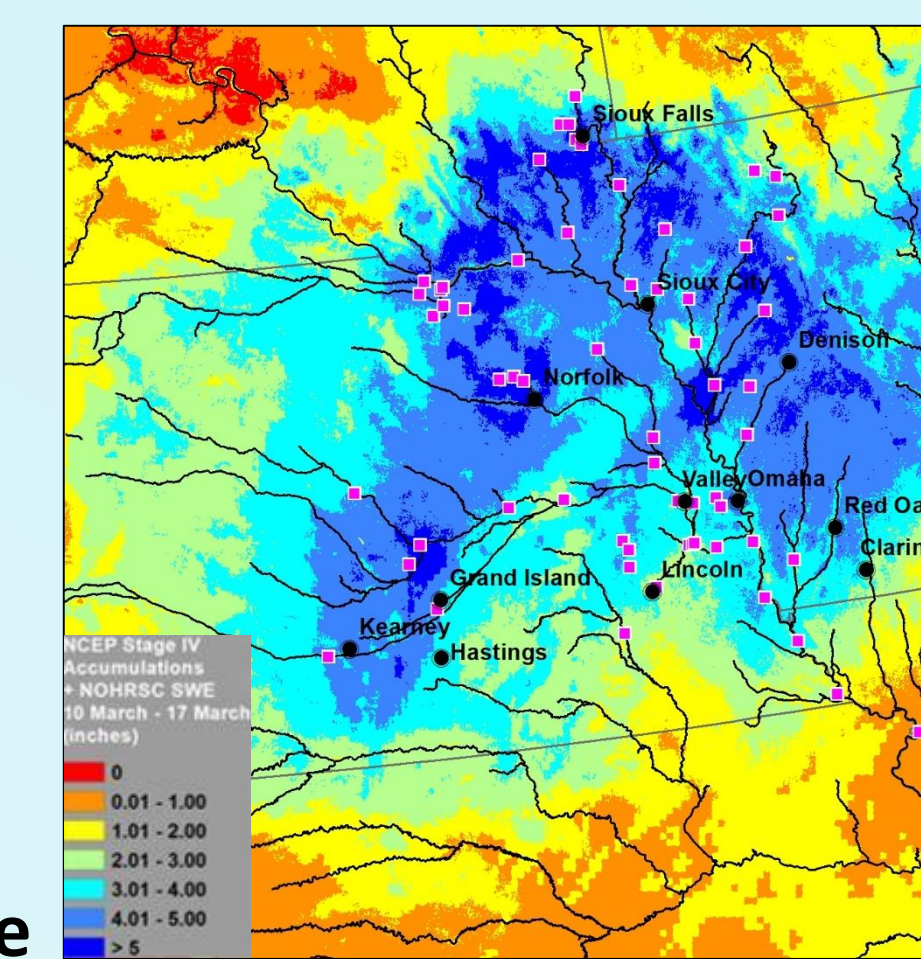 Sioux Falls
Sioux City
Denison
Norfolk
Valley
Omaha
Red Oa
Clarin
Lincoln
Grand Island
Kearney
Hastings
NCEP Stage IV
Accumulations
+ NOHRSC SWE
10 March - 17 March
(inches)
0
0.01 - 1.00
1.01 - 2.00
2.01 - 3.00
3.01 - 4.00
4.01 - 5.00
> 5
e